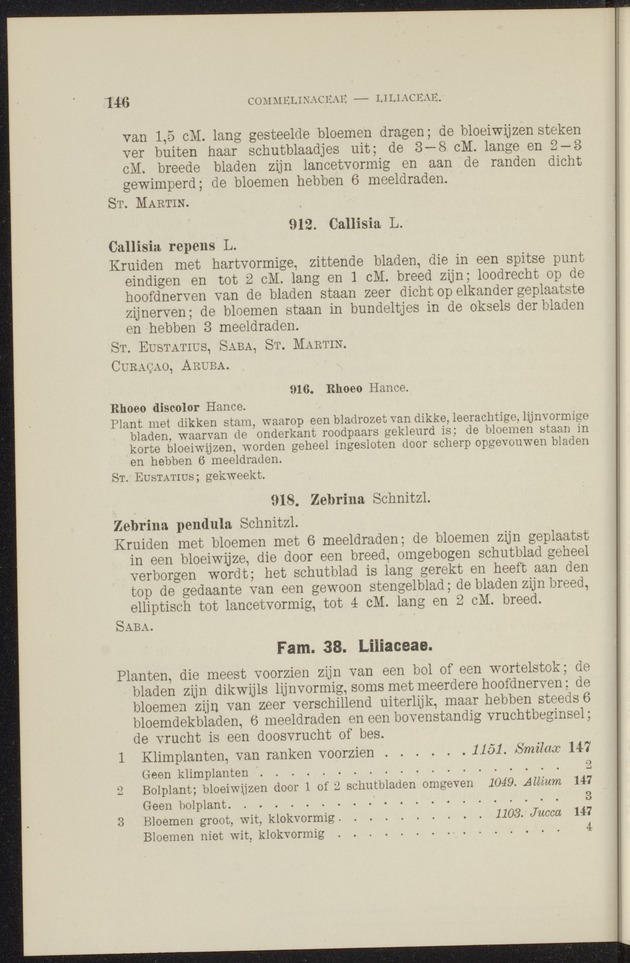 146 COMMELINACEAE — LILIACEAE.
van 1,5 cM. lang gesteelde bloemen dragen; de bloeiwijzen steken
ver buiten haar schutblaadjes uit; de 3—8 cM. lange en 2—3
cM. breede bladen zijn lancetvormig en aan de randen dicht
gewimperd; de bloemen hebben 6 meeldraden.
ST. MARTIN.
912. Callisia L.
Callisia repens L.
Kruiden met hartvormige, zittende bladen, die in een spitse punt
eindigen en tot 2 cM. lang en 1 cM. breed zijn; loodrecht op de
hoofdnerven van de bladen staan zeer dicht op elkander geplaatste
zijnerven; de bloemen staan in bundeltjes in de oksels der bladen
en hebben 3 meeldraden.
ST. EUSTATIUS, SABA, ST. MARTIN.
CURAÇAO, ARUBA.
916. Rhoeo Hance.
Rhoeo discolor Hance.
Plant met dikken stam, waarop een bladrozet van dikke, leerachtige, lijnvormige
bladen, waarvan de onderkant roodpaars gekleurd is; de bloemen staan in
korte bloeiwijzen, worden geheel ingesloten door scherp opgevouwen bladen
en hebben 6 meeldraden.
ST. EUSTATIUS; gekweekt.
918. Zebrina Schnitzl.
Zebrina pendula Schnitzl.
Kruiden met bloemen met 6 meeldraden; de bloemen zijn geplaatst
in een bloeiwijze, die door een breed, omgebogen schutblad geheel
verborgen wordt; het schutblad is lang gerekt en heeft aan den
top de gedaante van een gewoon stengelblad; de bladen zijn breed,
elliptisch tot lancetvormig, tot 4 cM. lang en 2 cM. breed.
SABA.
Fam. 38. Liliaceae.
Planten, die meest voorzien zijn van een bol of een wortelstok; de
bladen zijn dikwijls lijnvormig, soms met meerdere hoofdnerven; de
bloemen zijn van zeer verschillend uiterlijk, maar hebben steeds 6
bloemdekbladen, 6 meeldraden en een bovenstandig vruchtbeginsel;
de vrucht is een doosvrucht of bes.
1 Klimplanten, van ranken voorzien . . . . . . 1151. Smilax 147
Geen klimplanten . . . . . . . . . . . . . . . . . . 2
2 Bolplant; bloeiwijzen door 1 of 2 schutbladen omgeven 1049. Allium 147
Geen bolplant. . . . . . . . . . . . . . . . . . . . 3
3 Bloemen groot, wit, klokvormig . . . . . . . . . . 1103. Jucca 147
Bloemen niet wit, klokvormig . . . . . . . . . . . . . . 4